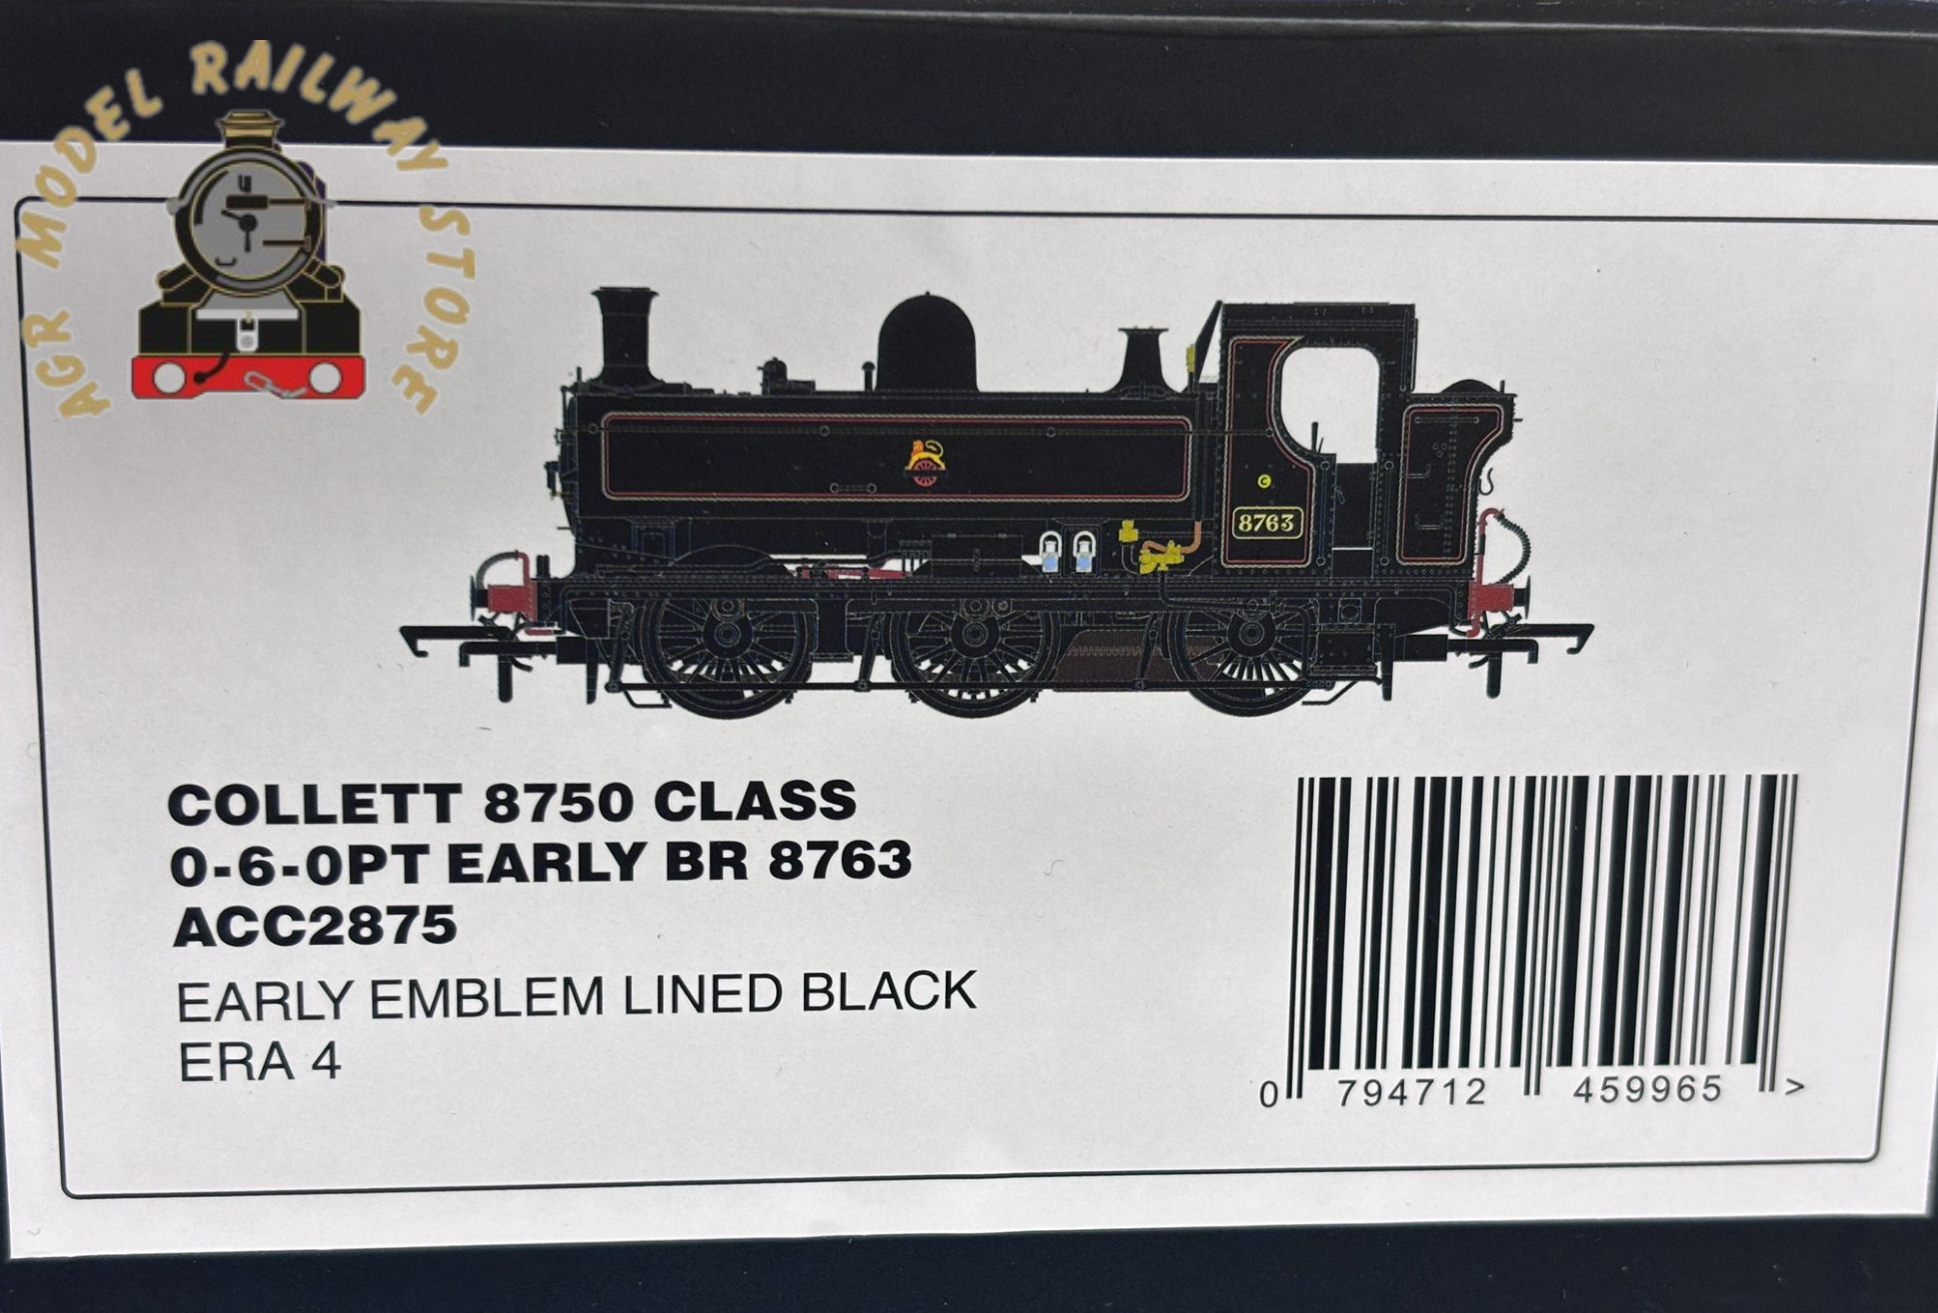 AGR MODEL RAILWAY STORE
8763
COLLETT 8750 CLASS
0-6-0PT EARLY BR 8763
ACC2875
EARLY EMBLEM LINED BLACK
ERA 4
0 794712 459965 >